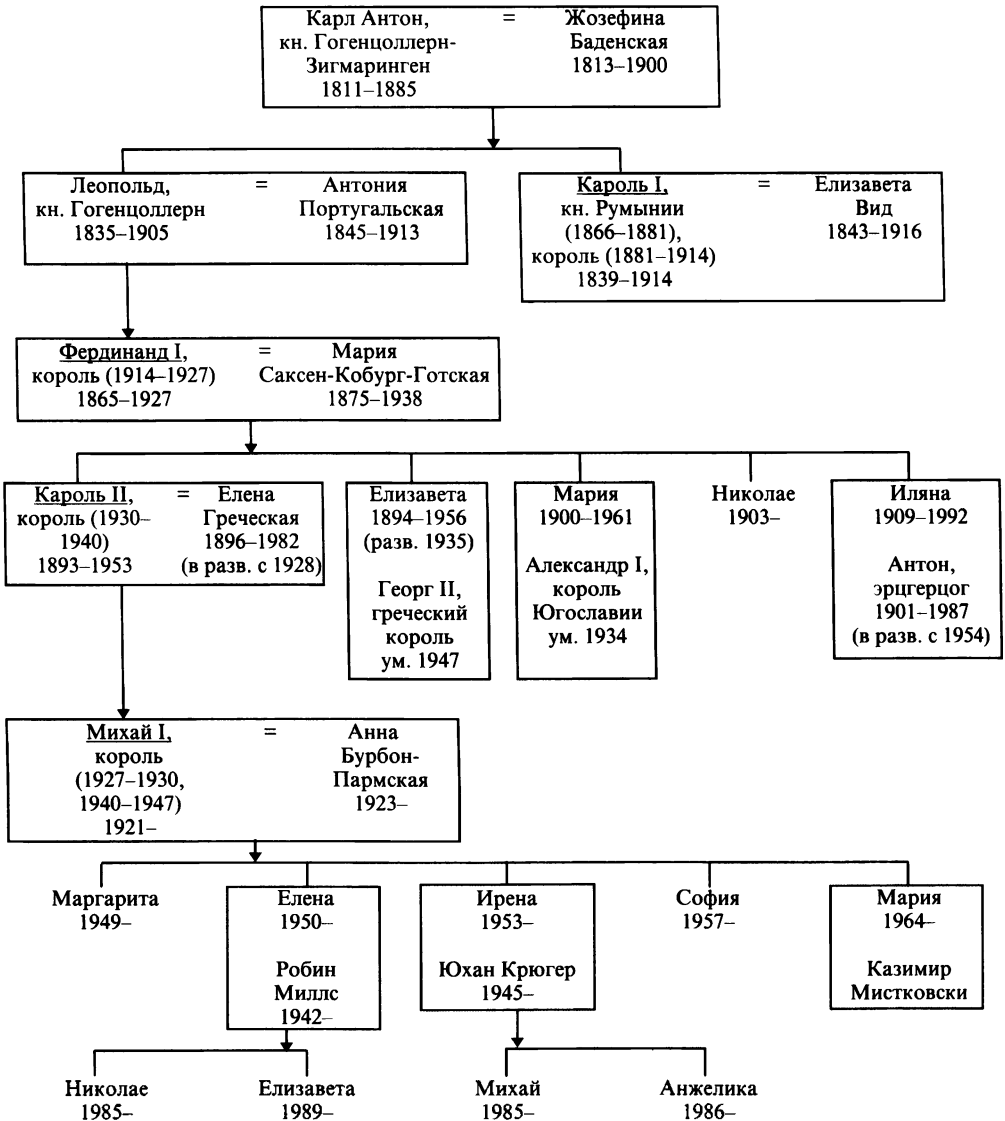 Карл Антон, = Жозефина
кн. Гогенцоллерн- Баденская
Зигмаринген 1813–1900
1811–1885
Леопольд, = Антония
кн. Гогенцоллерн Португальская
1835–1905 1845–1913
Кароль I, = Елизавета
кн. Румынии Вид
(1866–1881), 1843–1916
король (1881–1914)
1839–1914
Фердинанд I, = Мария
король (1914–1927) Саксен-Кобург-Готская
1865–1927 1875–1938
Кароль II, = Елена
король (1930– Греческая
1940) 1896–1982
1893–1953 (в разв. с 1928)
Елизавета
1894–1956
(разв. 1935)
Георг II,
греческий
король
ум. 1947
Мария
1900–1961
Александр I,
король
Югославии
ум. 1934
Николае
1903–
Иляна
1909–1992
Антон,
эрцгерцог
1901–1987
(в разв. с 1954)
Михай I, = Анна
король Бурбон-
(1927–1930, Пармская
1940–1947) 1923–
1921–
Маргарита
1949–
Елена
1950–
Робин
Миллс
1942–
Ирена
1953–
Юхан Крюгер
1945–
София
1957–
Мария
1964–
Казимир
Мистковски
Николае
1985–
Елизавета
1989–
Михай
1985–
Анжелика
1986–